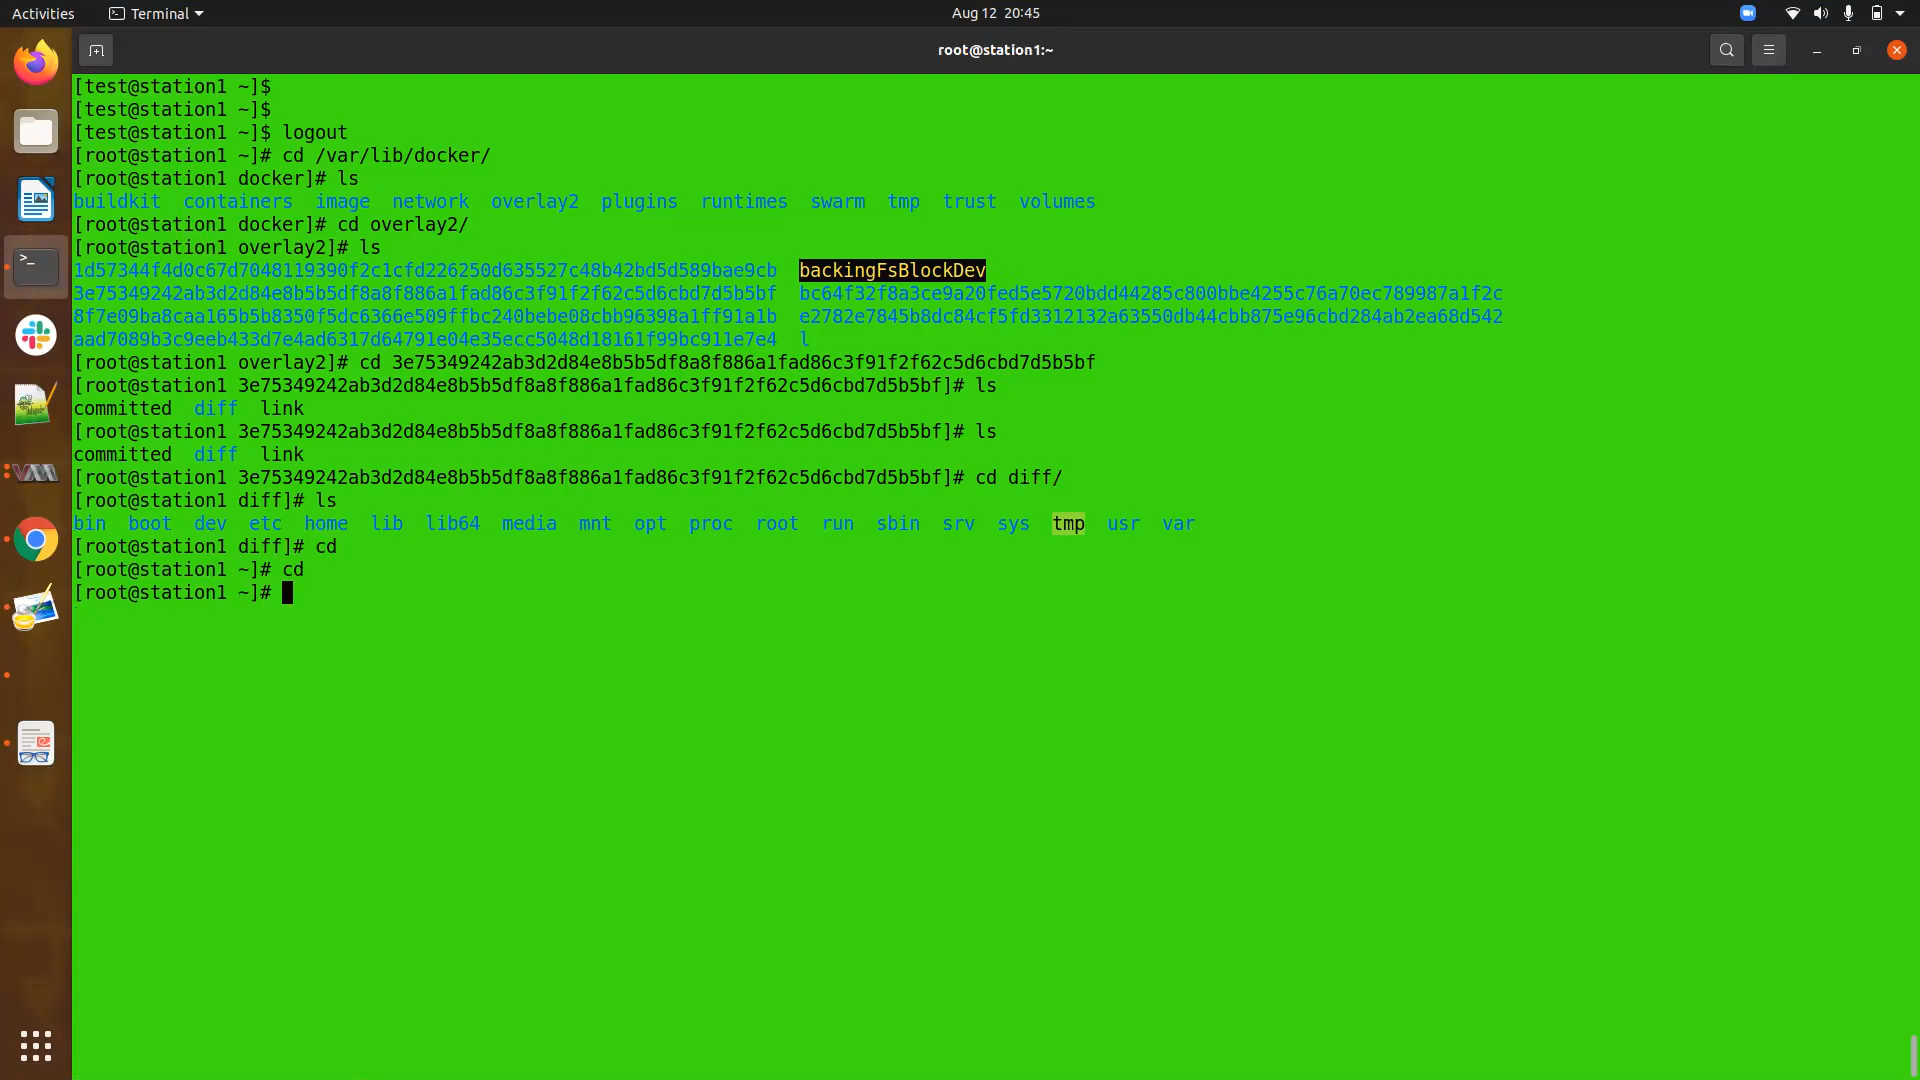 Activities Terminal Aug 12 20:45
root@station1:~
[test@station1 ~]$
[test@station1 ~]$
[test@station1 ~]$ logout
[root@station1 ~]# cd /var/lib/docker/
[root@station1 docker]# ls
buildkit containers image network overlay2 plugins runtimes swarm tmp trust volumes
[root@station1 docker]# cd overlay2/
[root@station1 overlay2]# ls
1d57344f4d0c67d7048119390f2c1cfd226250d635527c48b42bd5d589bae9cb backingFsBlockDev
3e75349242ab3d2d84e8b5b5df8a8f886a1fad86c3f91f2f62c5d6cbd7d5b5bf bc64f32f8a3ce9a20fed5e5720bdd44285c800bbe4255c76a70ec789987a1f2c
8f7e09ba8caa165b5b8350f5dc6366e509ffbc240bebe08cbb96398a1ff91a1b e2782e7845b8dc84cf5fd3312132a63550db44cbb875e96cbd284ab2ea68d542
aad7089b3c9eeb433d7e4ad6317d64791e04e35ecc5048d18161f99bc911e7e4 l
[root@station1 overlay2]# cd 3e75349242ab3d2d84e8b5b5df8a8f886a1fad86c3f91f2f62c5d6cbd7d5b5bf
[root@station1 3e75349242ab3d2d84e8b5b5df8a8f886a1fad86c3f91f2f62c5d6cbd7d5b5bf]# ls
committed diff link
[root@station1 3e75349242ab3d2d84e8b5b5df8a8f886a1fad86c3f91f2f62c5d6cbd7d5b5bf]# ls
committed diff link
[root@station1 3e75349242ab3d2d84e8b5b5df8a8f886a1fad86c3f91f2f62c5d6cbd7d5b5bf]# cd diff/
[root@station1 diff]# ls
bin boot dev etc home lib lib64 media mnt opt proc root run sbin srv sys tmp usr var
[root@station1 diff]# cd
[root@station1 ~]# cd
[root@station1 ~]#